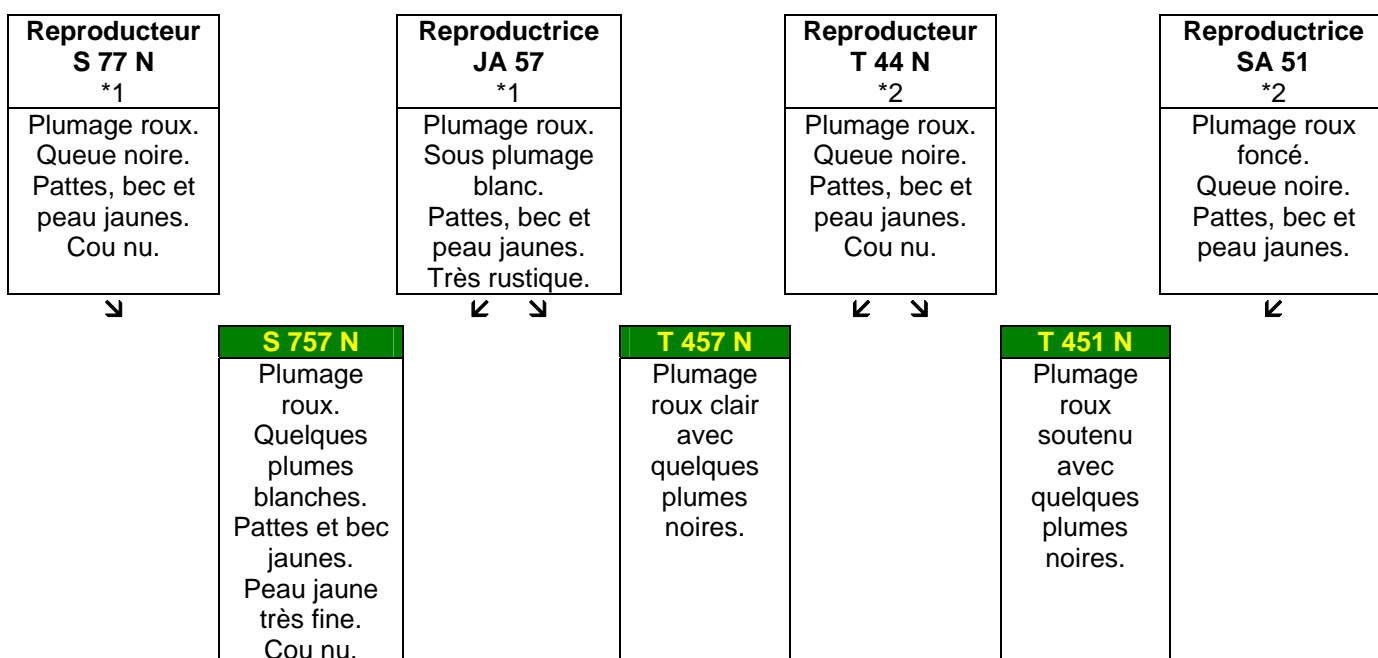 Reproducteur
S 77 N
*1
Plumage roux.
Queue noire.
Pattes, bec et
peau jaunes.
Cou nu.
Reproductrice
JA 57
*1
Plumage roux.
Sous plumage
blanc.
Pattes, bec et
peau jaunes.
Très rustique.
Reproducteur
T 44 N
*2
Plumage roux.
Queue noire.
Pattes, bec et
peau jaunes.
Cou nu.
Reproductrice
SA 51
*2
Plumage roux
foncé.
Queue noire.
Pattes, bec et
peau jaunes.
S 757 N
Plumage
roux.
Quelques
plumes
blanches.
Pattes et bec
jaunes.
Peau jaune
très fine.
Cou nu.
T 457 N
Plumage
roux clair
avec
quelques
plumes
noires.
T 451 N
Plumage
roux
soutenu
avec
quelques
plumes
noires.